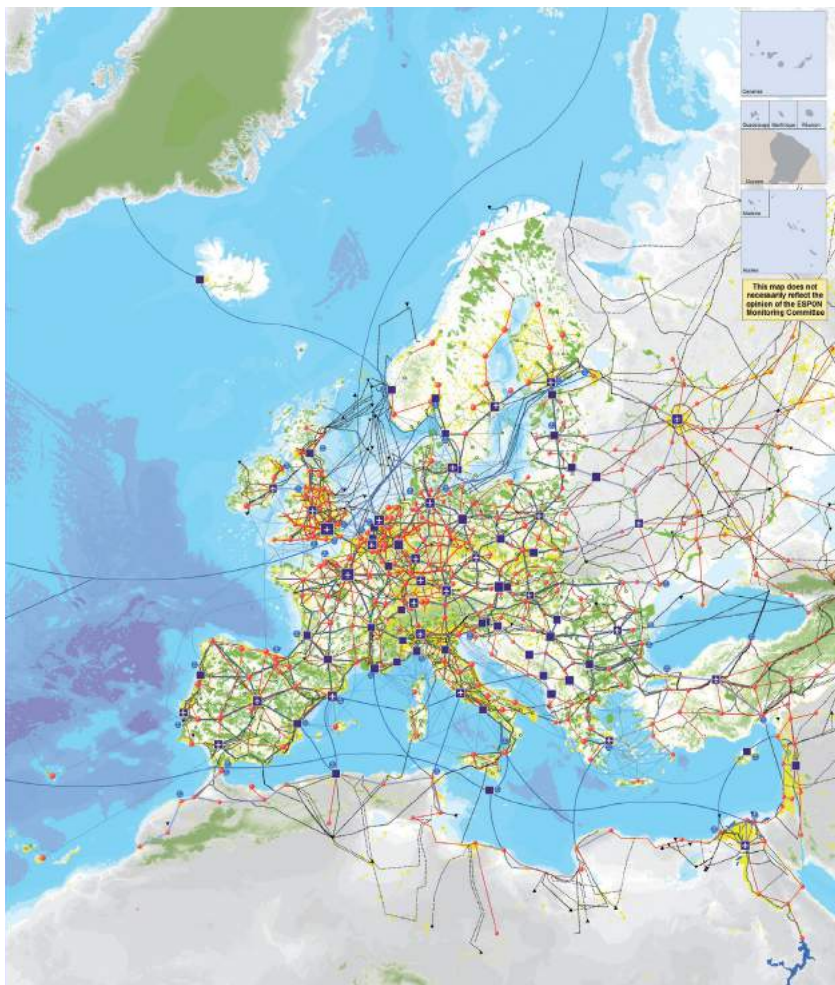 Canarias
Guadeloupe Martinique Réunion
Guyane
Madeira
Açores
This map does not
necessarily reflect the
opinion of the ESPON
Monitoring Committee